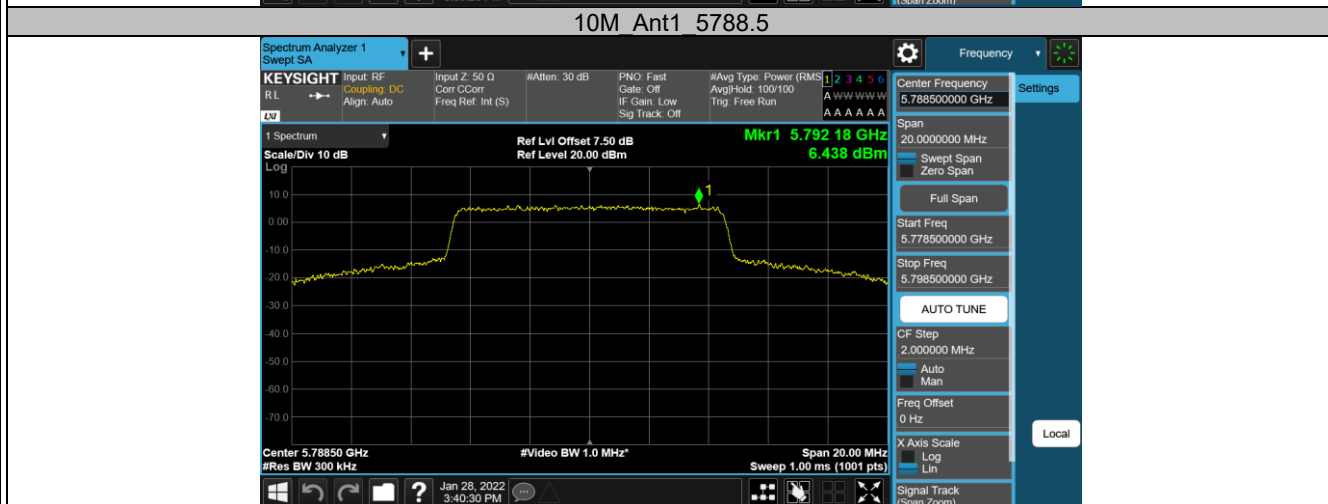 (Span Zoom)
10M_Ant1_5788.5
Spectrum Analyzer 1
Swept SA
+
Frequency
KEYSIGHT
RL
LXI
Input: RF
Coupling: DC
Align: Auto
Input Z: 50 Ω
Corr CCorr
Freq Ref: Int (S)
#Atten: 30 dB
PNO: Fast
Gate: Off
IF Gain: Low
Sig Track: Off
#Avg Type: Power (RMS
Avg|Hold: 100/100
Trig: Free Run
1 2 3 4 5 6
A W W W W W
A A A A A A
1 Spectrum
Scale/Div 10 dB
Log
Ref Lvl Offset 7.50 dB
Ref Level 20.00 dBm
Mkr1 5.792 18 GHz
6.438 dBm
1
10.0
0.00
-10.0
-20.0
-30.0
-40.0
-50.0
-60.0
-70.0
Center 5.78850 GHz
#Res BW 300 kHz
#Video BW 1.0 MHz*
Span 20.00 MHz
Sweep 1.00 ms (1001 pts)
?
Jan 28, 2022
3:40:30 PM
Center Frequency
5.788500000 GHz
Span
20.0000000 MHz
Swept Span
Zero Span
Full Span
Start Freq
5.778500000 GHz
Stop Freq
5.798500000 GHz
AUTO TUNE
CF Step
2.000000 MHz
Auto
Man
Freq Offset
0 Hz
X Axis Scale
Log
Lin
Signal Track
(Span Zoom)
Settings
Local